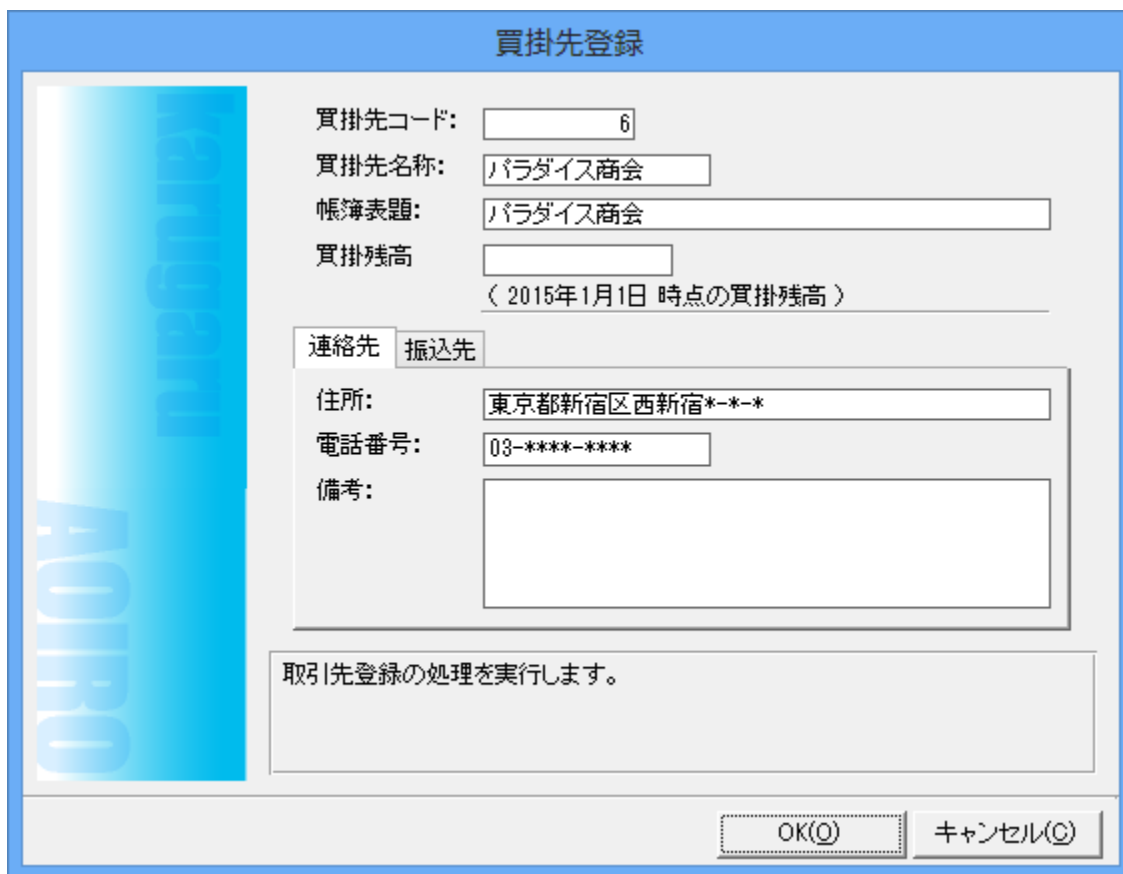 買掛先登録
karugaru
AOIRO
買掛先コード: 6
買掛先名称: パラダイス商会
帳簿表題: パラダイス商会
買掛残高
( 2015年1月1日 時点の買掛残高 )
連絡先 振込先
住所: 東京都新宿区西新宿*-*-*
電話番号: 03-****-****
備考:
取引先登録の処理を実行します。
OK(O) キャンセル(C)